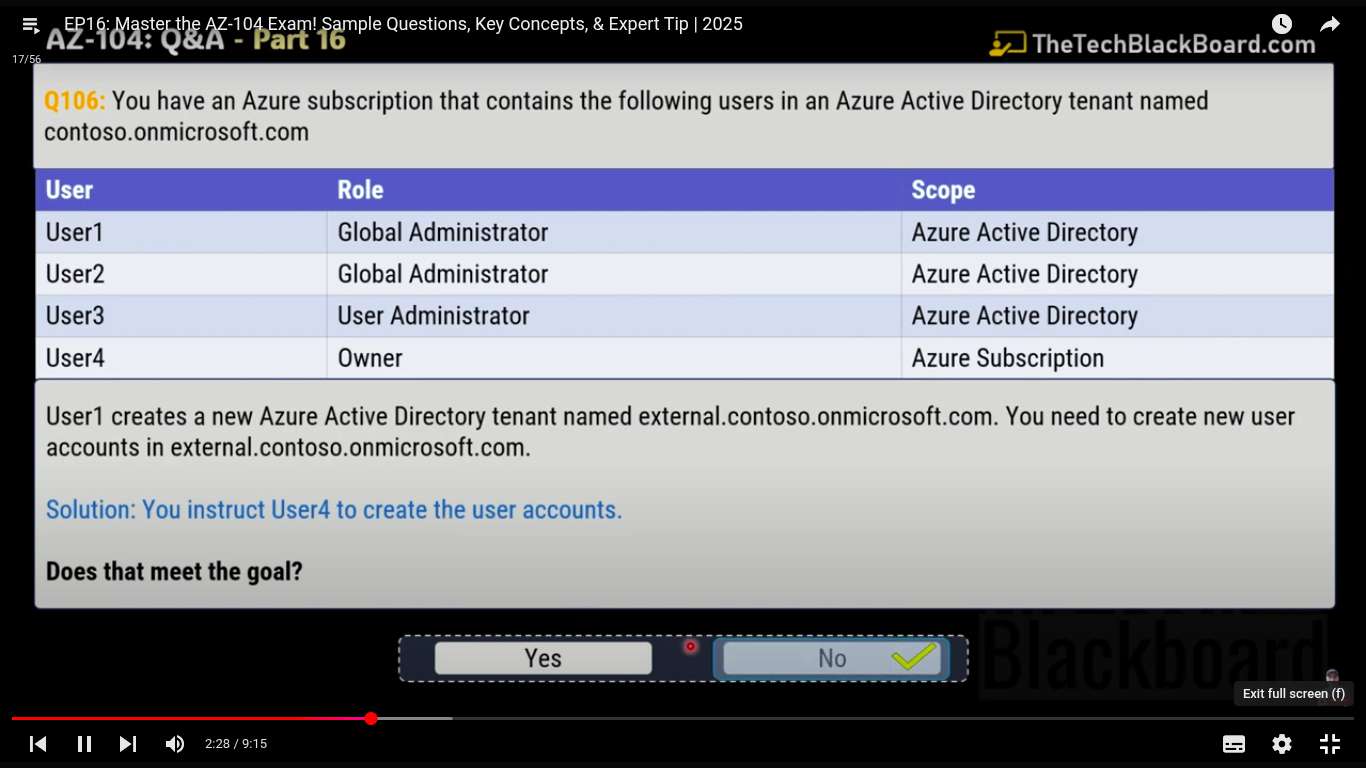 EP16: Master the AZ-104 Exam! Sample Questions, Key Concepts, & Expert Tip | 2025
AZ-104: Q&A - Part 16
TheTechBlackBoard.com
17/56
Q106: You have an Azure subscription that contains the following users in an Azure Active Directory tenant named
contoso.onmicrosoft.com
User Role Scope
User1 Global Administrator Azure Active Directory
User2 Global Administrator Azure Active Directory
User3 User Administrator Azure Active Directory
User4 Owner Azure Subscription
User1 creates a new Azure Active Directory tenant named external.contoso.onmicrosoft.com. You need to create new user
accounts in external.contoso.onmicrosoft.com.
Solution: You instruct User4 to create the user accounts.
Does that meet the goal?
Yes No
Blackboard
Exit full screen (f)
2:28 / 9:15